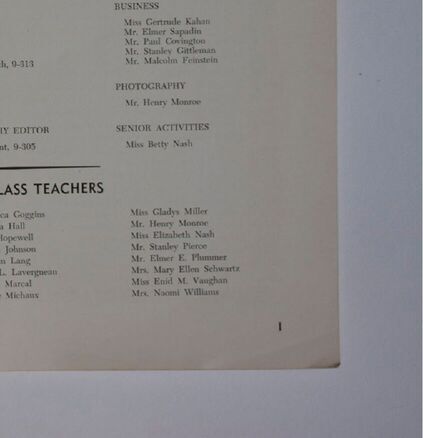 BUSINESS
Miss Gertrude Kahan
Mr. Elmer Sapadin
Mr. Paul Covington
Mr. Stanley Gittleman
Mr. Malcolm Feinstein
ch, 9-313
PHOTOGRAPHY
Mr. Henry Monroe
HY EDITOR
nt, 9-305
SENIOR ACTIVITIES
Miss Betty Nash
LASS TEACHERS
ca Goggins
a Hall
Hopewell
Johnson
n Lang
L. Lavergneau
Marcal
e Michaux
Miss Gladys Miller
Mr. Henry Monroe
Miss Elizabeth Nash
Mr. Stanley Pierce
Mr. Elmer E. Plummer
Mrs. Mary Ellen Schwartz
Miss Enid M. Vaughan
Mrs. Naomi Williams
1